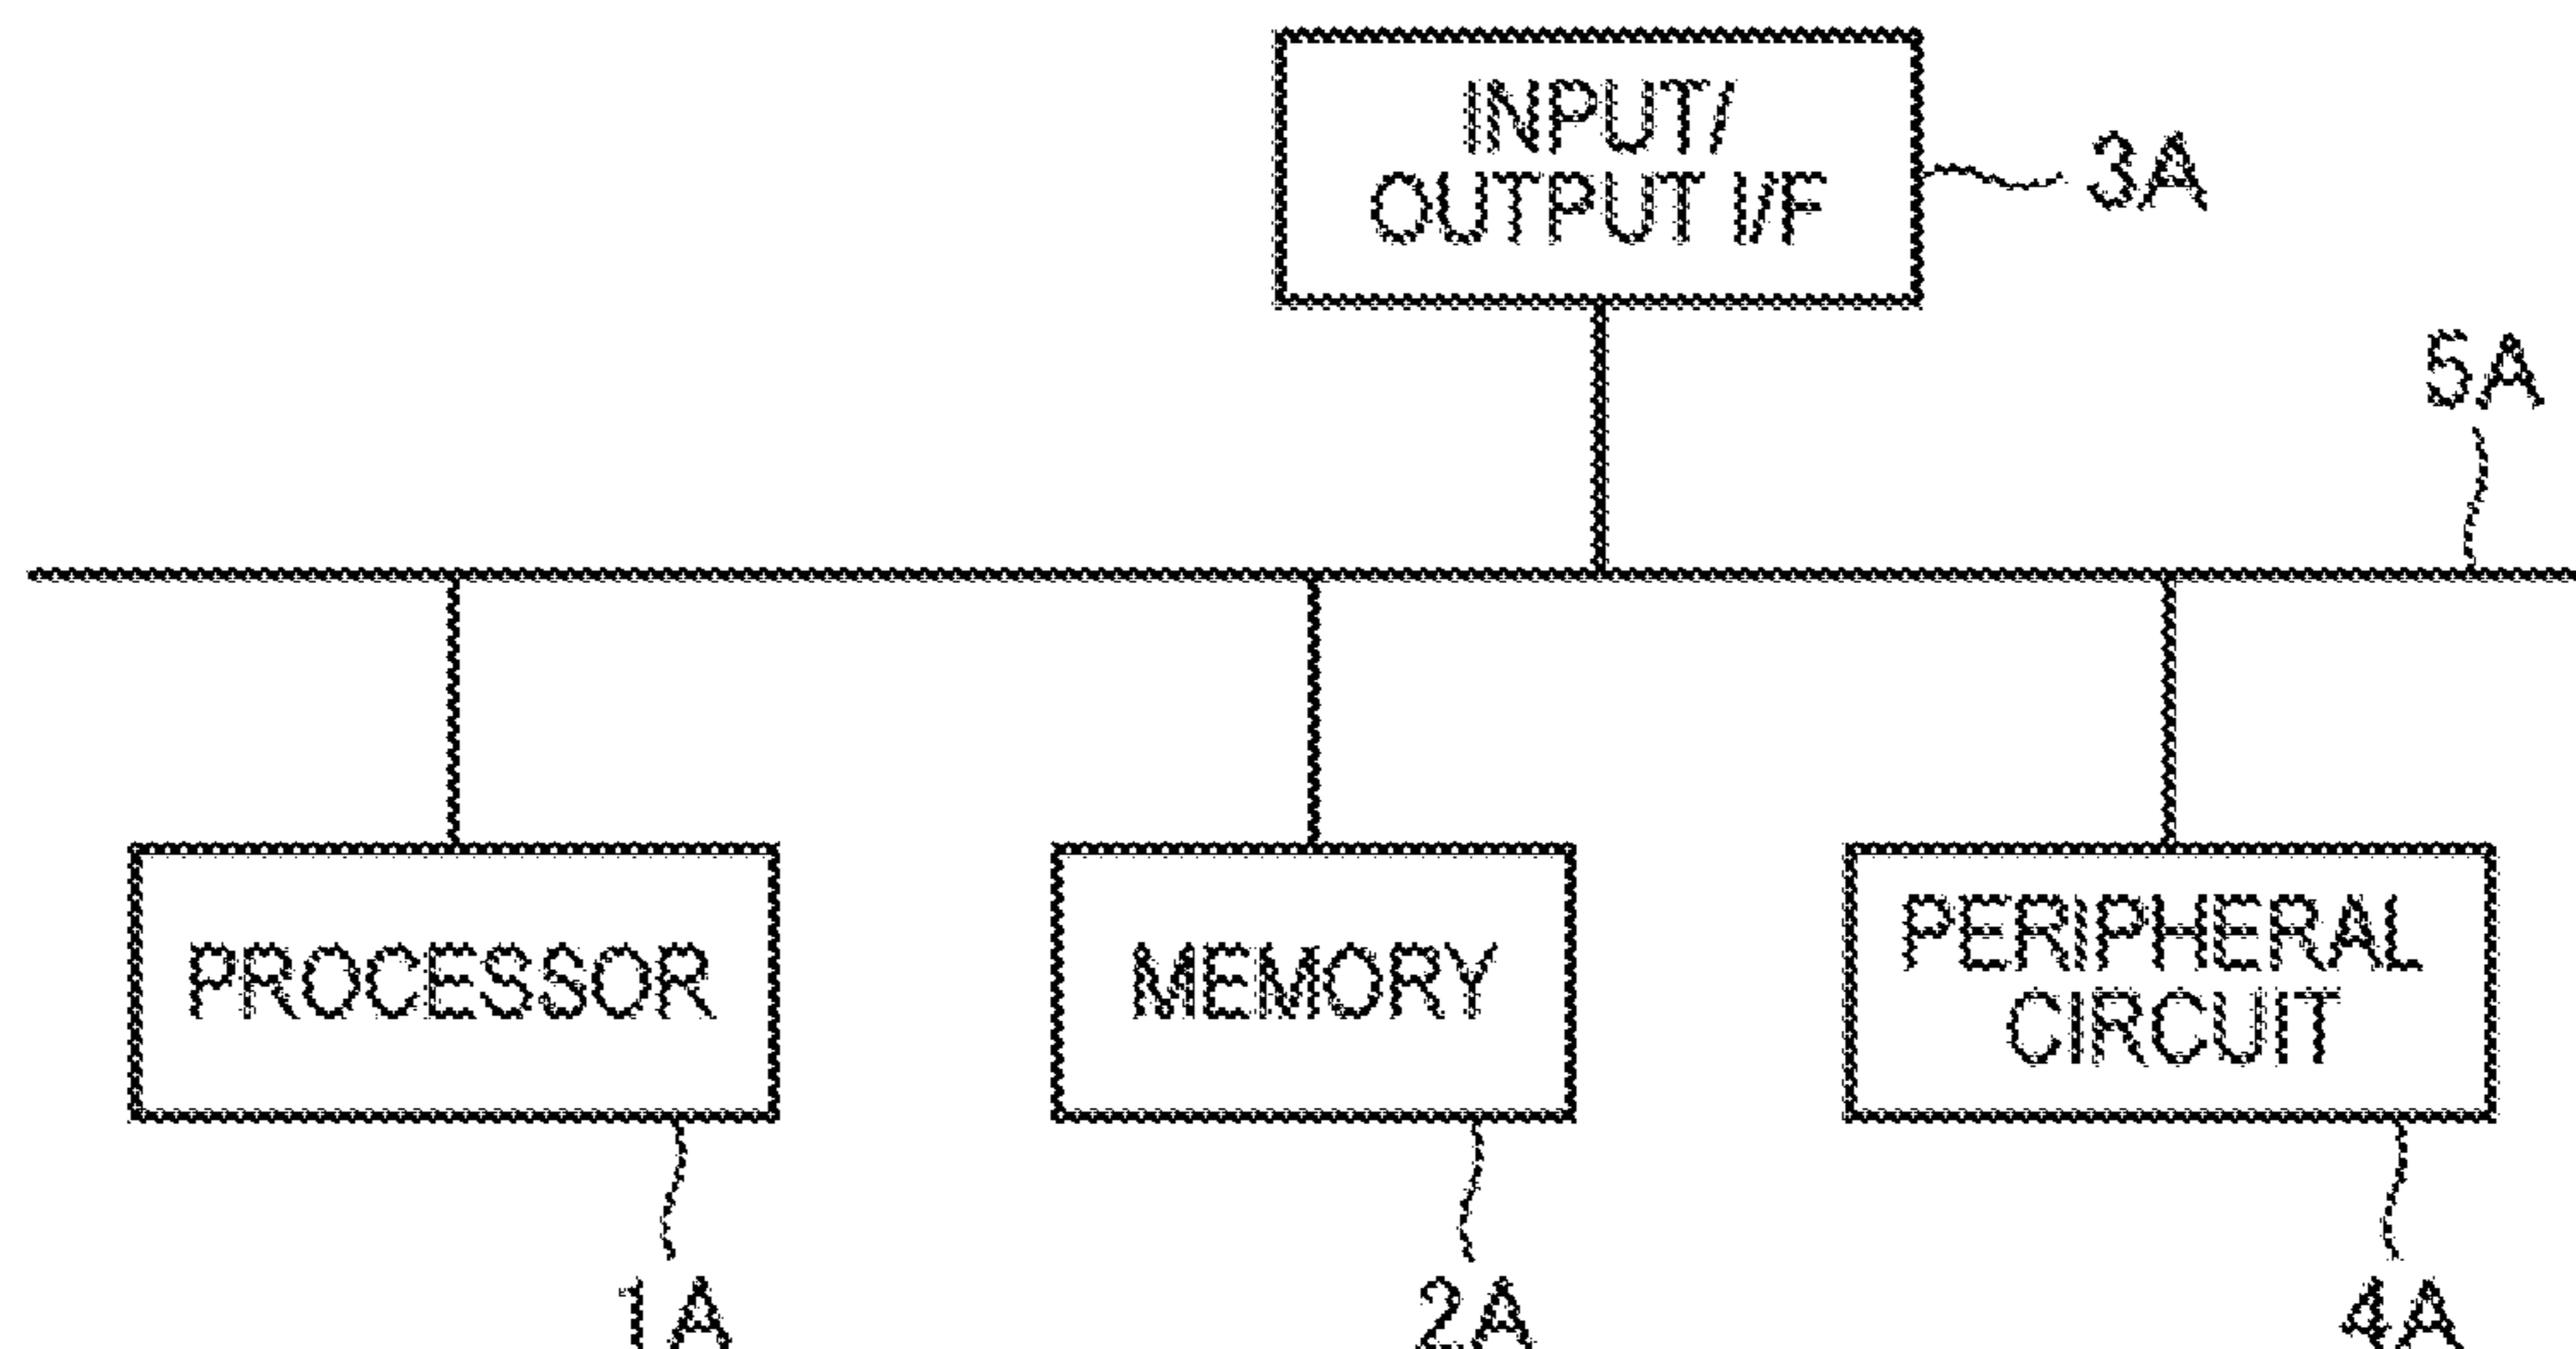 INPUT/
OUTPUT I/F
3A
5A
PROCESSOR
MEMORY
PERIPHERAL
CIRCUIT
1A
2A
4A